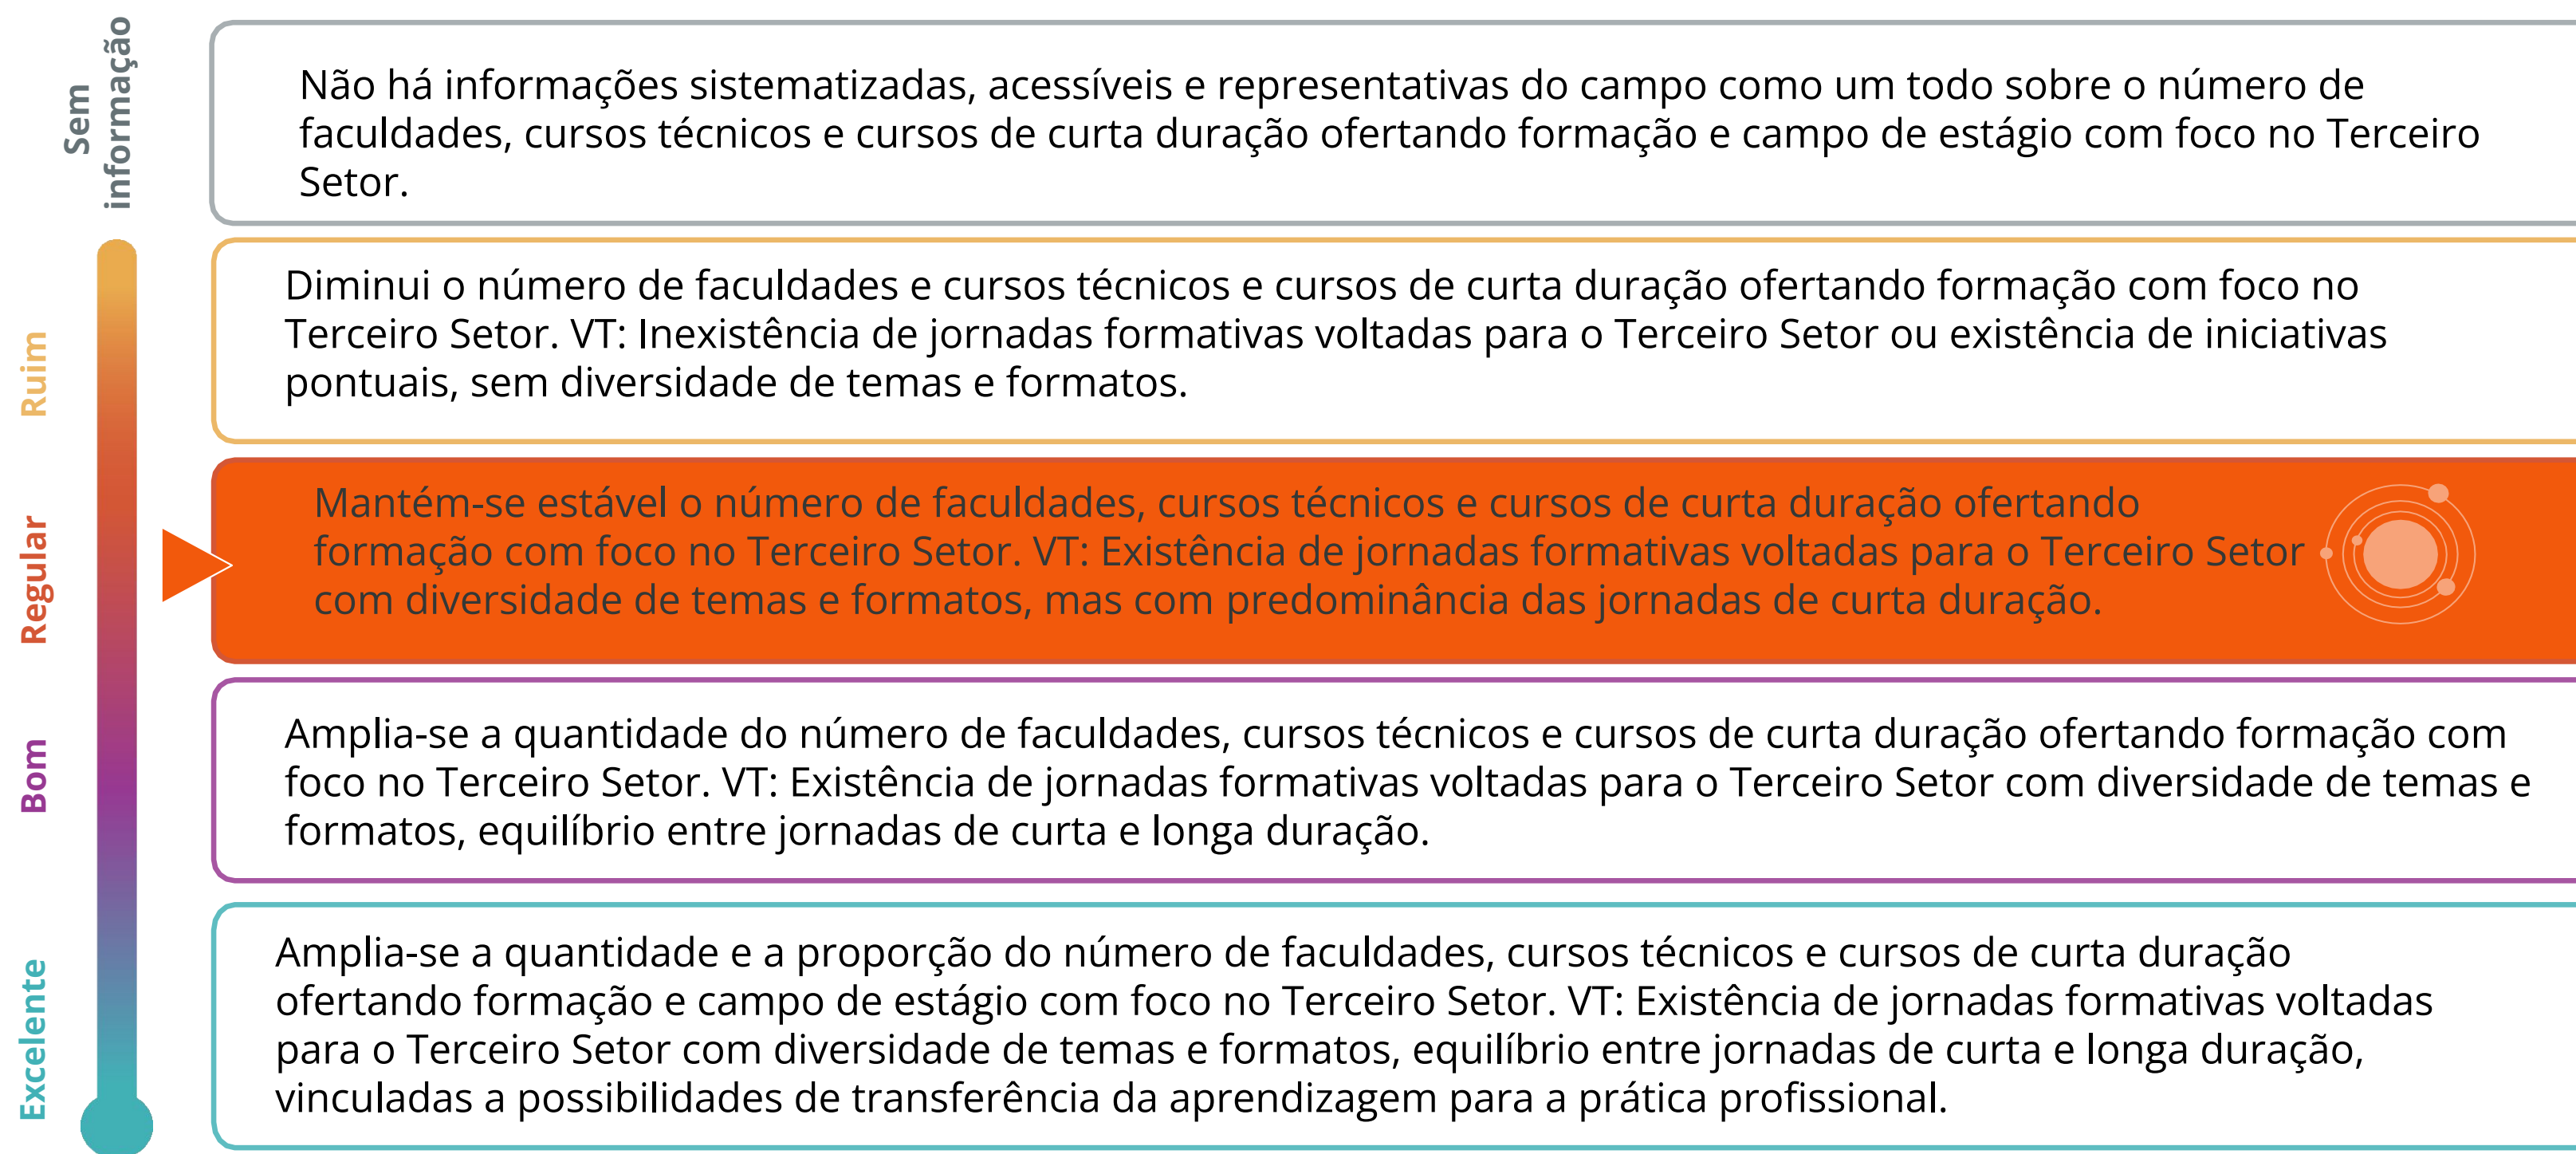 Sem
informação
Não há informações sistematizadas, acessíveis e representativas do campo como um todo sobre o número de
faculdades, cursos técnicos e cursos de curta duração ofertando formação e campo de estágio com foco no Terceiro
Setor.
Ruim
Diminui o número de faculdades e cursos técnicos e cursos de curta duração ofertando formação com foco no
Terceiro Setor. VT: Inexistência de jornadas formativas voltadas para o Terceiro Setor ou existência de iniciativas
pontuais, sem diversidade de temas e formatos.
Regular
Mantém-se estável o número de faculdades, cursos técnicos e cursos de curta duração ofertando
formação com foco no Terceiro Setor. VT: Existência de jornadas formativas voltadas para o Terceiro Setor
com diversidade de temas e formatos, mas com predominância das jornadas de curta duração.
Bom
Amplia-se a quantidade do número de faculdades, cursos técnicos e cursos de curta duração ofertando formação com
foco no Terceiro Setor. VT: Existência de jornadas formativas voltadas para o Terceiro Setor com diversidade de temas e
formatos, equilíbrio entre jornadas de curta e longa duração.
Excelente
Amplia-se a quantidade e a proporção do número de faculdades, cursos técnicos e cursos de curta duração
ofertando formação e campo de estágio com foco no Terceiro Setor. VT: Existência de jornadas formativas voltadas
para o Terceiro Setor com diversidade de temas e formatos, equilíbrio entre jornadas de curta e longa duração,
vinculadas a possibilidades de transferência da aprendizagem para a prática profissional.